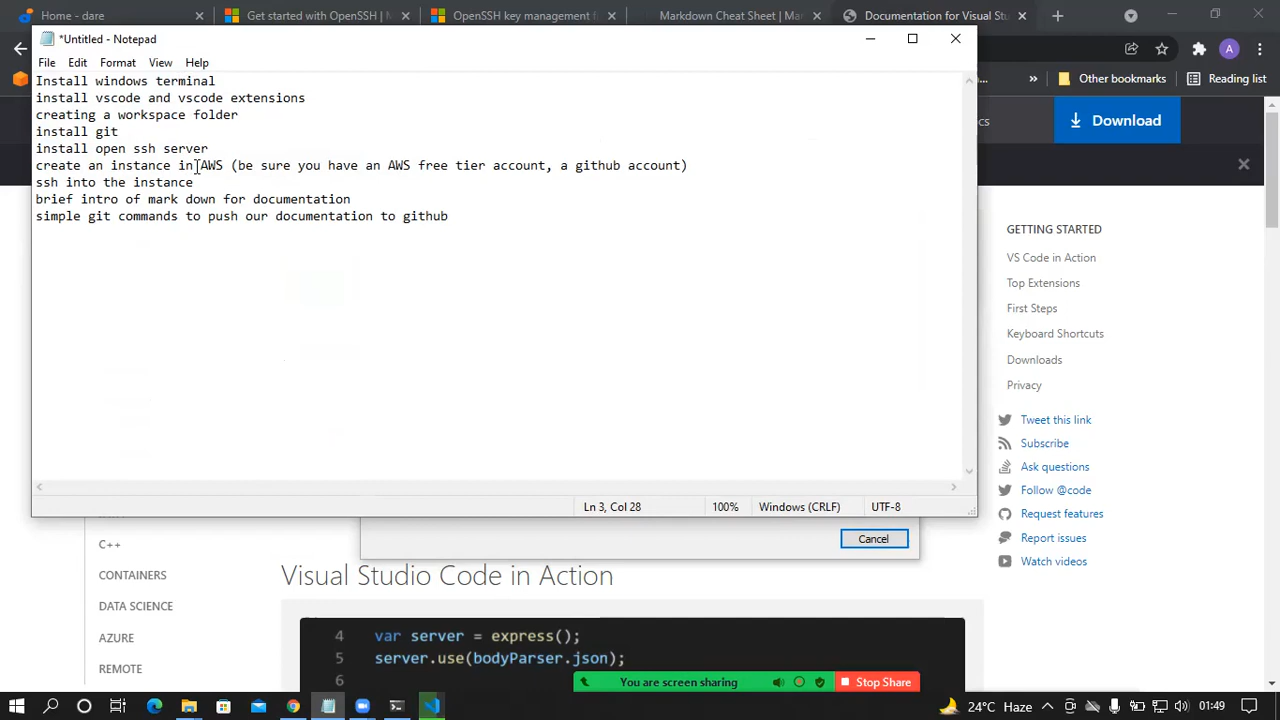 dare - dare
Get started with OpenSSH | M
OpenSSH key management fo
Markdown Cheat Sheet | Markd
Documentation for Visual Stu
*Untitled - Notepad
File Edit Format View Help
Other bookmarks
Reading list
A
Install windows terminal
install vscode and vscode extensions
creating a workspace folder
install git
install open ssh server
create an instance in AWS (be sure you have an AWS free tier account, a github account)
ssh into the instance
brief intro of mark down for documentation
simple git commands to push our documentation to github
Ln 3, Col 28
100%
Windows (CRLF)
UTF-8
cs
Download
GETTING STARTED
VS Code in Action
Top Extensions
First Steps
Keyboard Shortcuts
Downloads
Privacy
Tweet this link
Subscribe
Ask questions
Follow @code
Request features
Report issues
Watch videos
Cancel
C++
CONTAINERS
DATA SCIENCE
AZURE
REMOTE
Visual Studio Code in Action
4 var server = express();
5 server.use(bodyParser.json);
6
You are screen sharing
Stop Share
24°C Haze
01:49